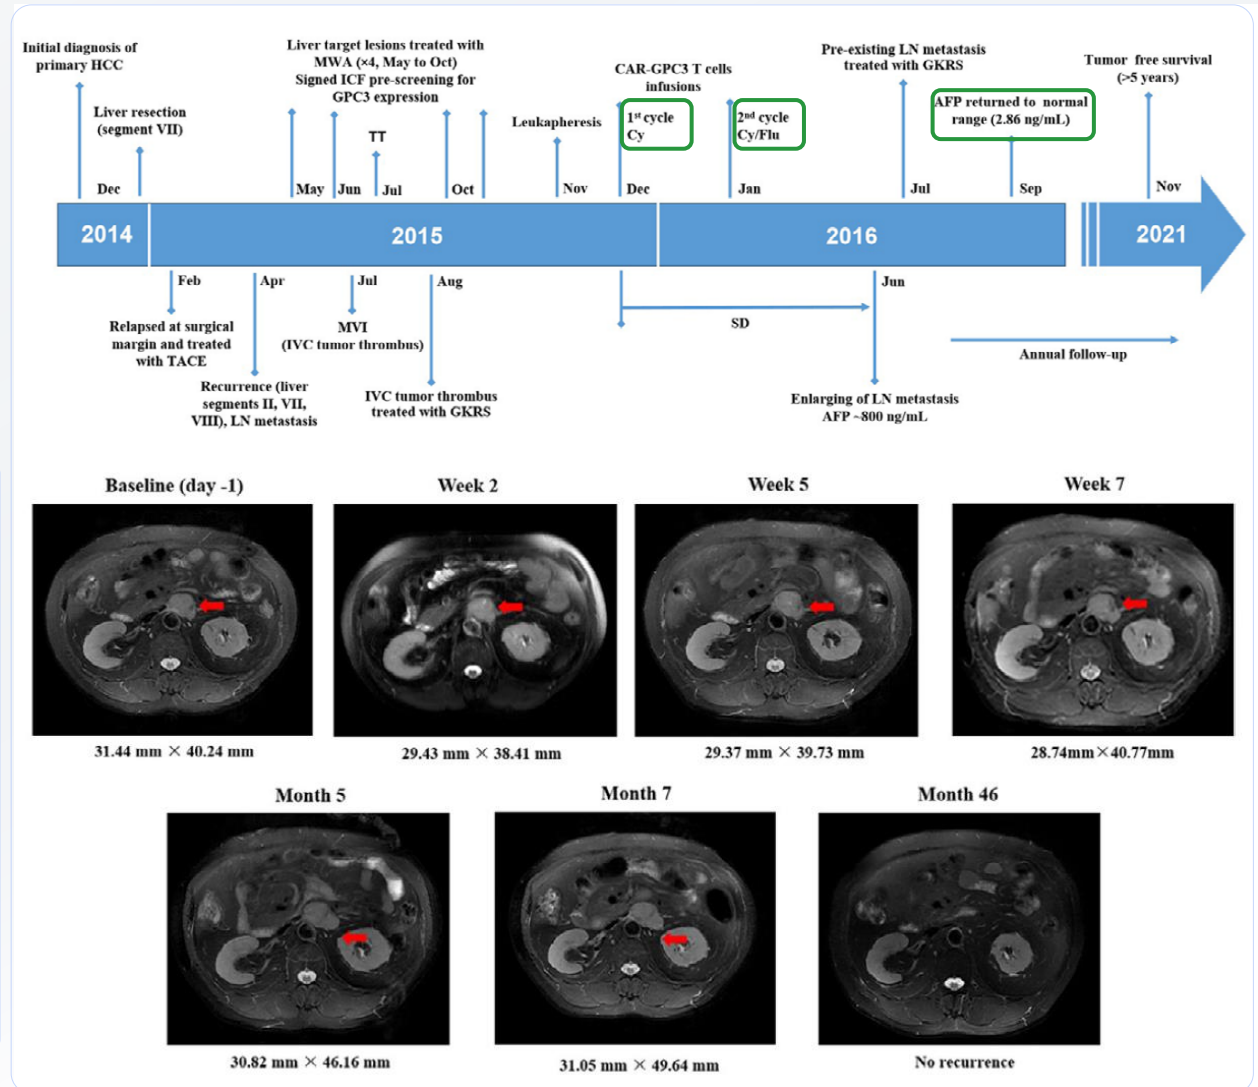 Initial diagnosis of
primary HCC
Liver resection
(segment VII)
Liver target lesions treated with
MWA (×4, May to Oct)
Signed ICF pre-screening for
GPC3 expression
TT
Leukapheresis
CAR-GPC3 T cells
infusions
1st cycle
Cy
2nd cycle
Cy/Flu
Pre-existing LN metastasis
treated with GKRS
AFP returned to normal
range (2.86 ng/mL)
Tumor free survival
(>5 years)
Dec
May
Jun
Jul
Oct
Nov
Dec
Jan
Jul
Sep
Nov
2014
2015
2016
2021
Feb
Apr
Jul
Aug
Jun
Relapsed at surgical
margin and treated
with TACE
Recurrence (liver
segments II, VII,
VIII), LN metastasis
MVI
(IVC tumor thrombus)
IVC tumor thrombus
treated with GKRS
SD
Enlarging of LN metastasis
AFP ~800 ng/mL
Annual follow-up
Baseline (day -1)
Week 2
Week 5
Week 7
31.44 mm × 40.24 mm
29.43 mm × 38.41 mm
29.37 mm × 39.73 mm
28.74mm×40.77mm
Month 5
Month 7
Month 46
30.82 mm × 46.16 mm
31.05 mm × 49.64 mm
No recurrence